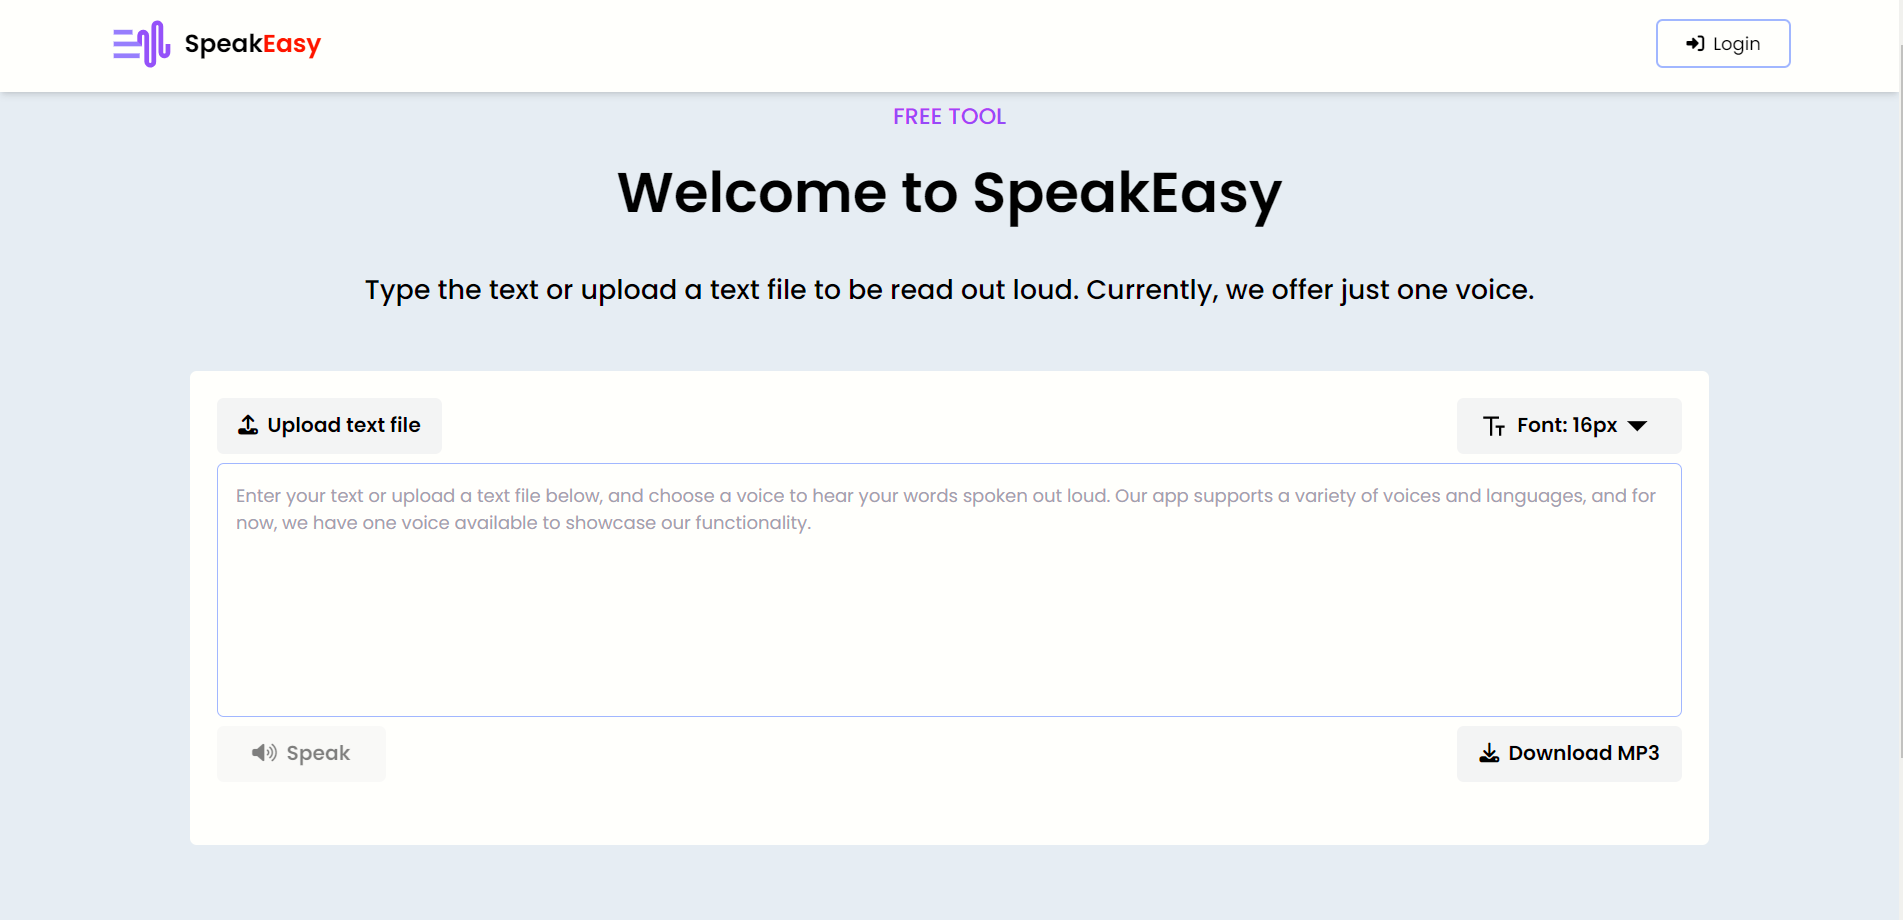 SpeakEasy
Login
FREE TOOL
Welcome to SpeakEasy
Type the text or upload a text file to be read out loud. Currently, we offer just one voice.
Upload text file
Font: 16px
Enter your text or upload a text file below, and choose a voice to hear your words spoken out loud. Our app supports a variety of voices and languages, and for
now, we have one voice available to showcase our functionality.
Speak
Download MP3